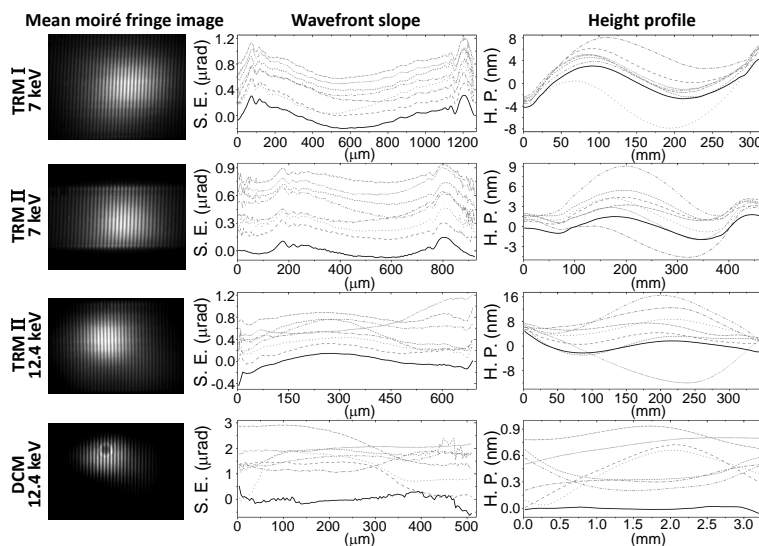 Mean moiré fringe image Wavefront slope Height profile
TRM I
7 keV
S. E. (μrad)
1.2
0.8
0.4
0.0
0 200 400 600 800 1000 1200
(μm)
H. P. (nm)
8
4
0
-4
-8
0 50 100 150 200 250 300
(mm)
TRM II
7 keV
S. E. (μrad)
0.9
0.6
0.3
0.0
0 200 400 600 800
(μm)
H. P. (nm)
9
6
3
0
-4
0 100 200 300 400
(mm)
TRM II
12.4 keV
S. E. (μrad)
1.2
0.8
0.4
0.0
-0.4
0 150 300 450 600
(μm)
H. P. (nm)
16
8
0
-8
0 50 100 150 200 250 300
(mm)
DCM
12.4 keV
S. E. (μrad)
3
2
1
0
0 100 200 300 400 500
(μm)
H. P. (nm)
0.9
0.6
0.3
0.0
0.0 0.5 1.0 1.5 2.0 2.5 3.0
(mm)